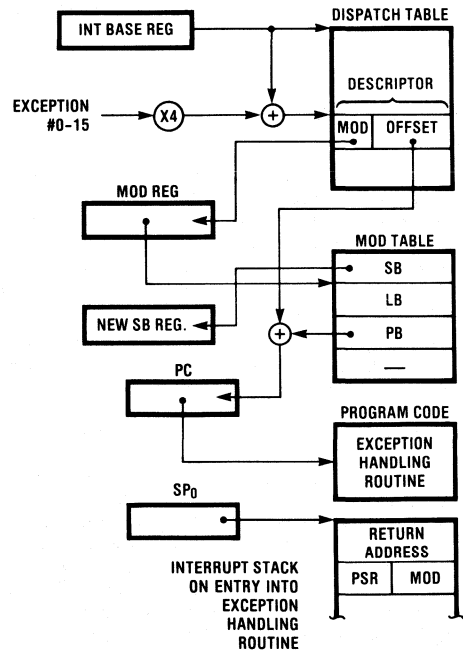 DISPATCH TABLE
INT BASE REG
DESCRIPTOR
EXCEPTION
#0-15
X4
+
MOD OFFSET
MOD REG
MOD TABLE
SB
LB
NEW SB REG.
+
PB
—
PC
PROGRAM CODE
EXCEPTION
HANDLING
ROUTINE
SP0
RETURN
ADDRESS
PSR MOD
INTERRUPT STACK
ON ENTRY INTO
EXCEPTION
HANDLING
ROUTINE